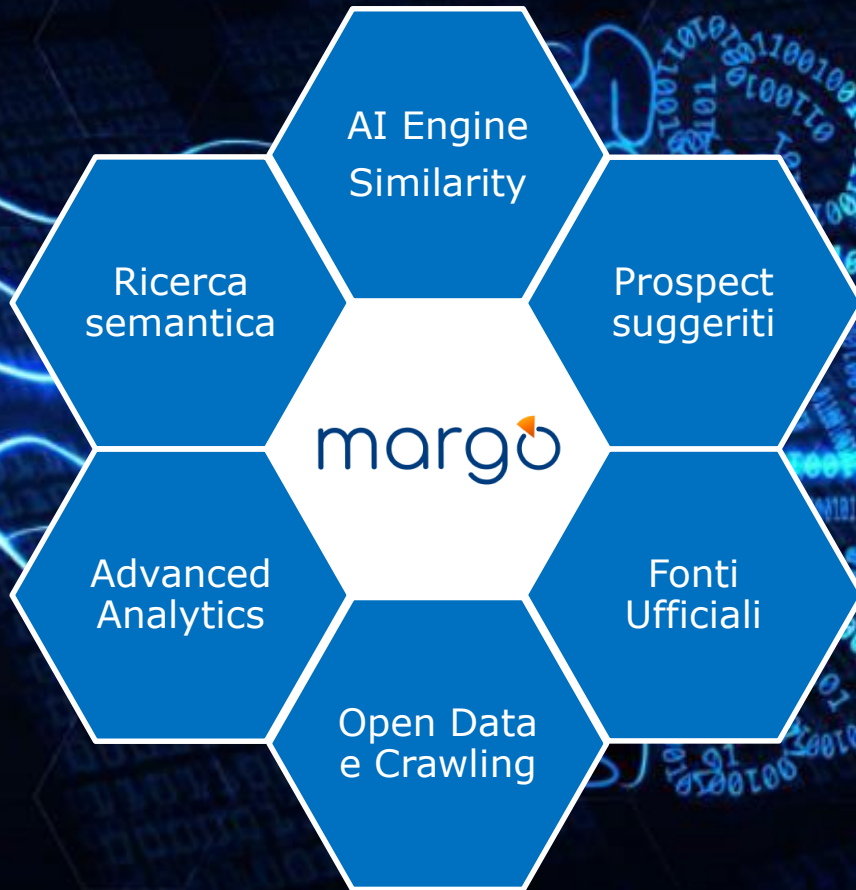 AI Engine
Similarity
Ricerca
semantica
Prospect
suggeriti
margò
Advanced
Analytics
Fonti
Ufficiali
Open Data
e Crawling